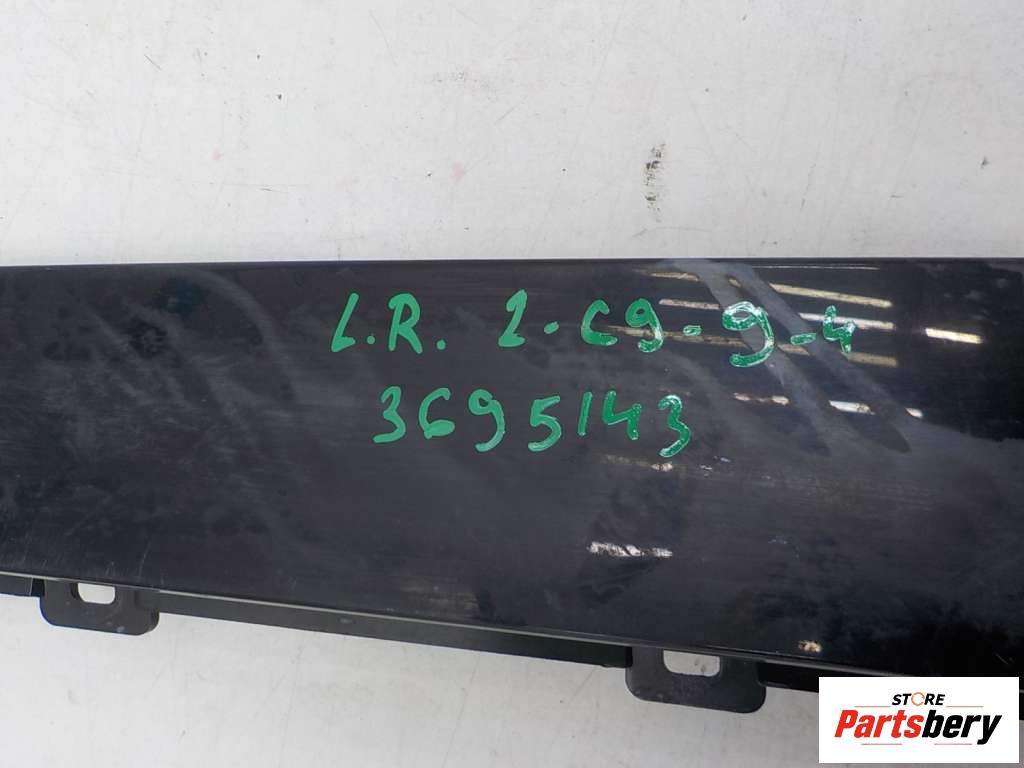 L.R. 2-C9-9-4
3695143
STORE
Partsbery